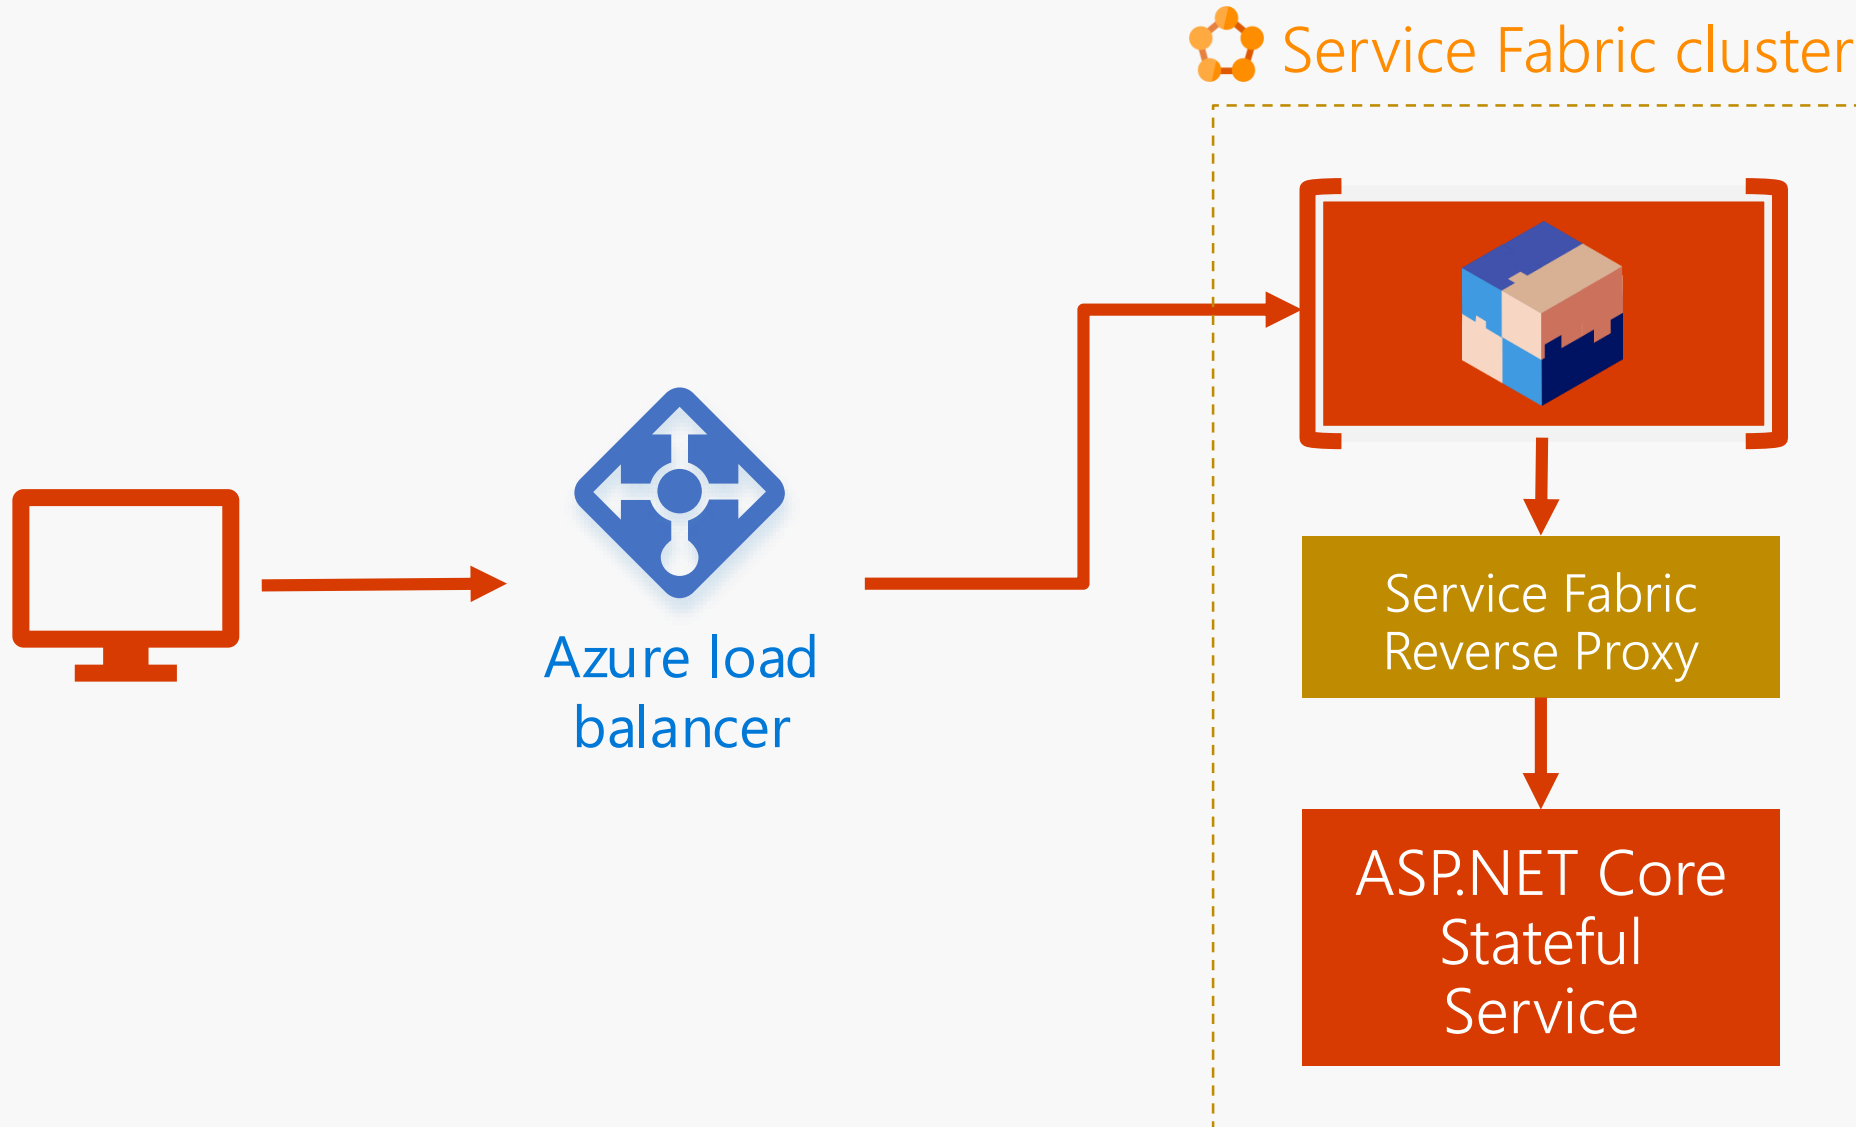 Service Fabric cluster
Azure load
balancer
Service Fabric
Reverse Proxy
ASP.NET Core
Stateful
Service